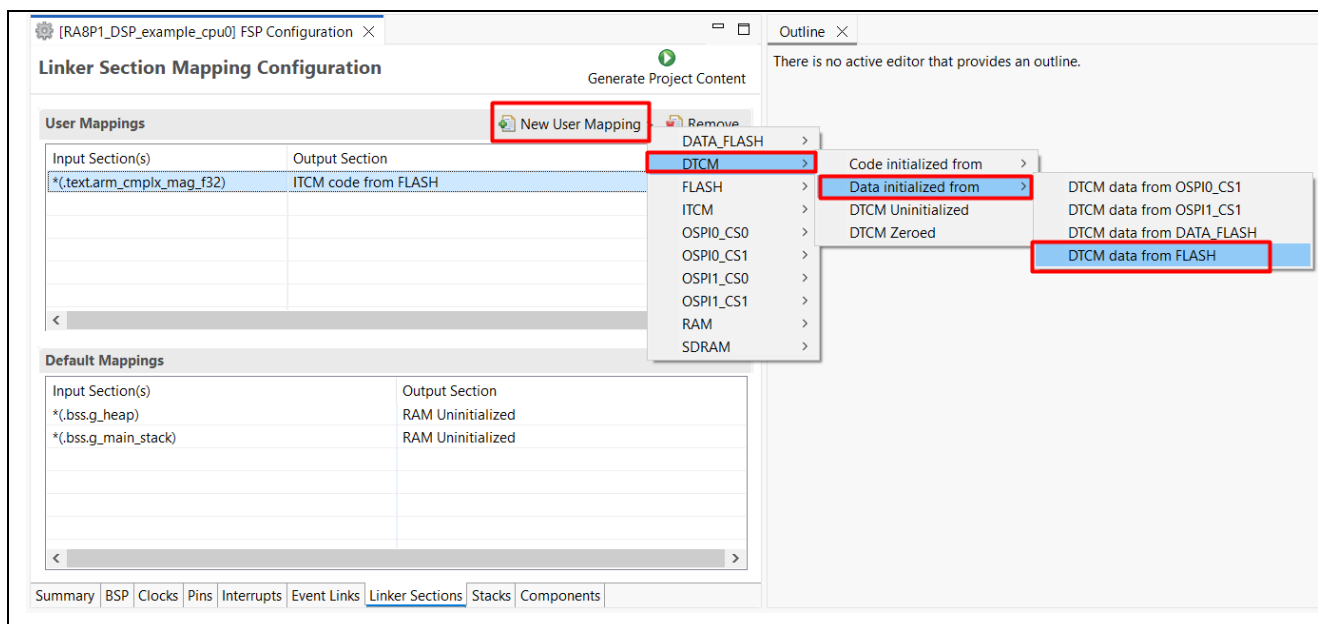 [RA8P1_DSP_example_cpu0] FSP Configuration
Outline
Linker Section Mapping Configuration
Generate Project Content
There is no active editor that provides an outline.
User Mappings
New User Mapping
Remove
Input Section(s) Output Section
*(.text.arm_cmplx_mag_f32) ITCM code from FLASH
DATA_FLASH >
DTCM >
FLASH >
ITCM >
OSPI0_CS0 >
OSPI0_CS1 >
OSPI1_CS0 >
OSPI1_CS1 >
RAM >
SDRAM >
Code initialized from >
Data initialized from >
DTCM Uninitialized
DTCM Zeroed
DTCM data from OSPI0_CS1
DTCM data from OSPI1_CS1
DTCM data from DATA_FLASH
DTCM data from FLASH
Default Mappings
Input Section(s) Output Section
*(.bss.g_heap) RAM Uninitialized
*(.bss.g_main_stack) RAM Uninitialized
Summary BSP Clocks Pins Interrupts Event Links Linker Sections Stacks Components